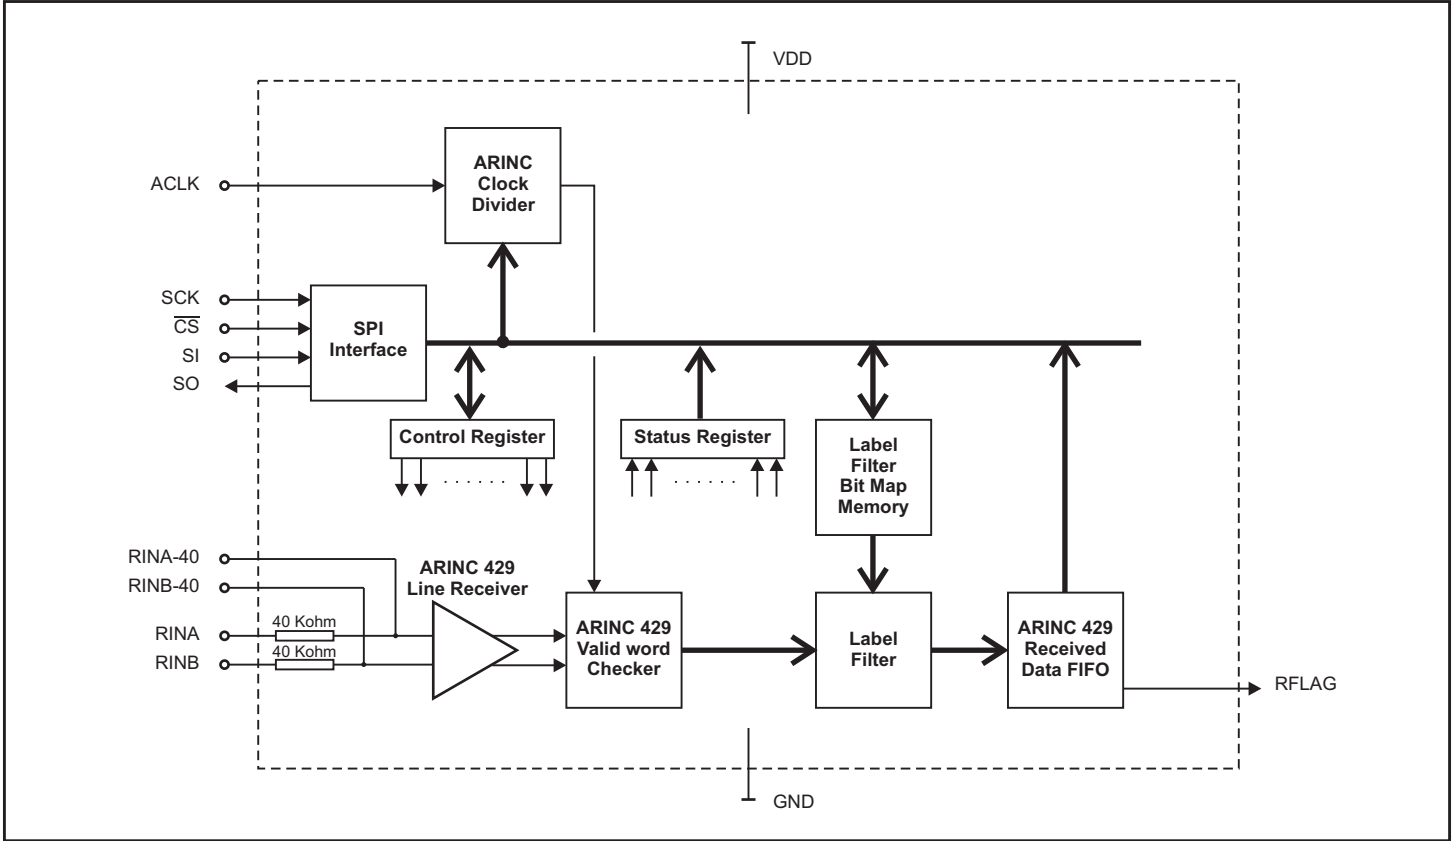 VDD
ARINC
Clock
Divider
ACLK
SCK
CS
SI
SO
SPI
Interface
Control Register
. . . . . .
Status Register
. . . . . .
Label
Filter
Bit Map
Memory
RINA-40
RINB-40
RINA
RINB
40 Kohm
40 Kohm
ARINC 429
Line Receiver
ARINC 429
Valid word
Checker
Label
Filter
ARINC 429
Received
Data FIFO
RFLAG
GND